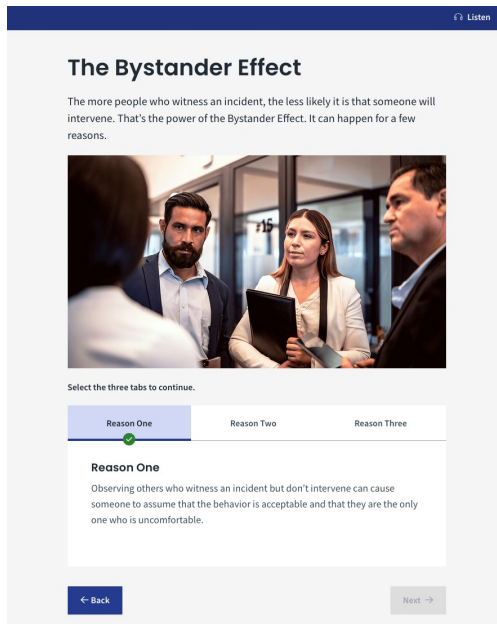 Listen
The Bystander Effect
The more people who witness an incident, the less likely it is that someone will
intervene. That’s the power of the Bystander Effect. It can happen for a few
reasons.
#15
Select the three tabs to continue.
Reason One
Reason Two
Reason Three
Reason One
Observing others who witness an incident but don’t intervene can cause
someone to assume that the behavior is acceptable and that they are the only
one who is uncomfortable.
← Back
Next →